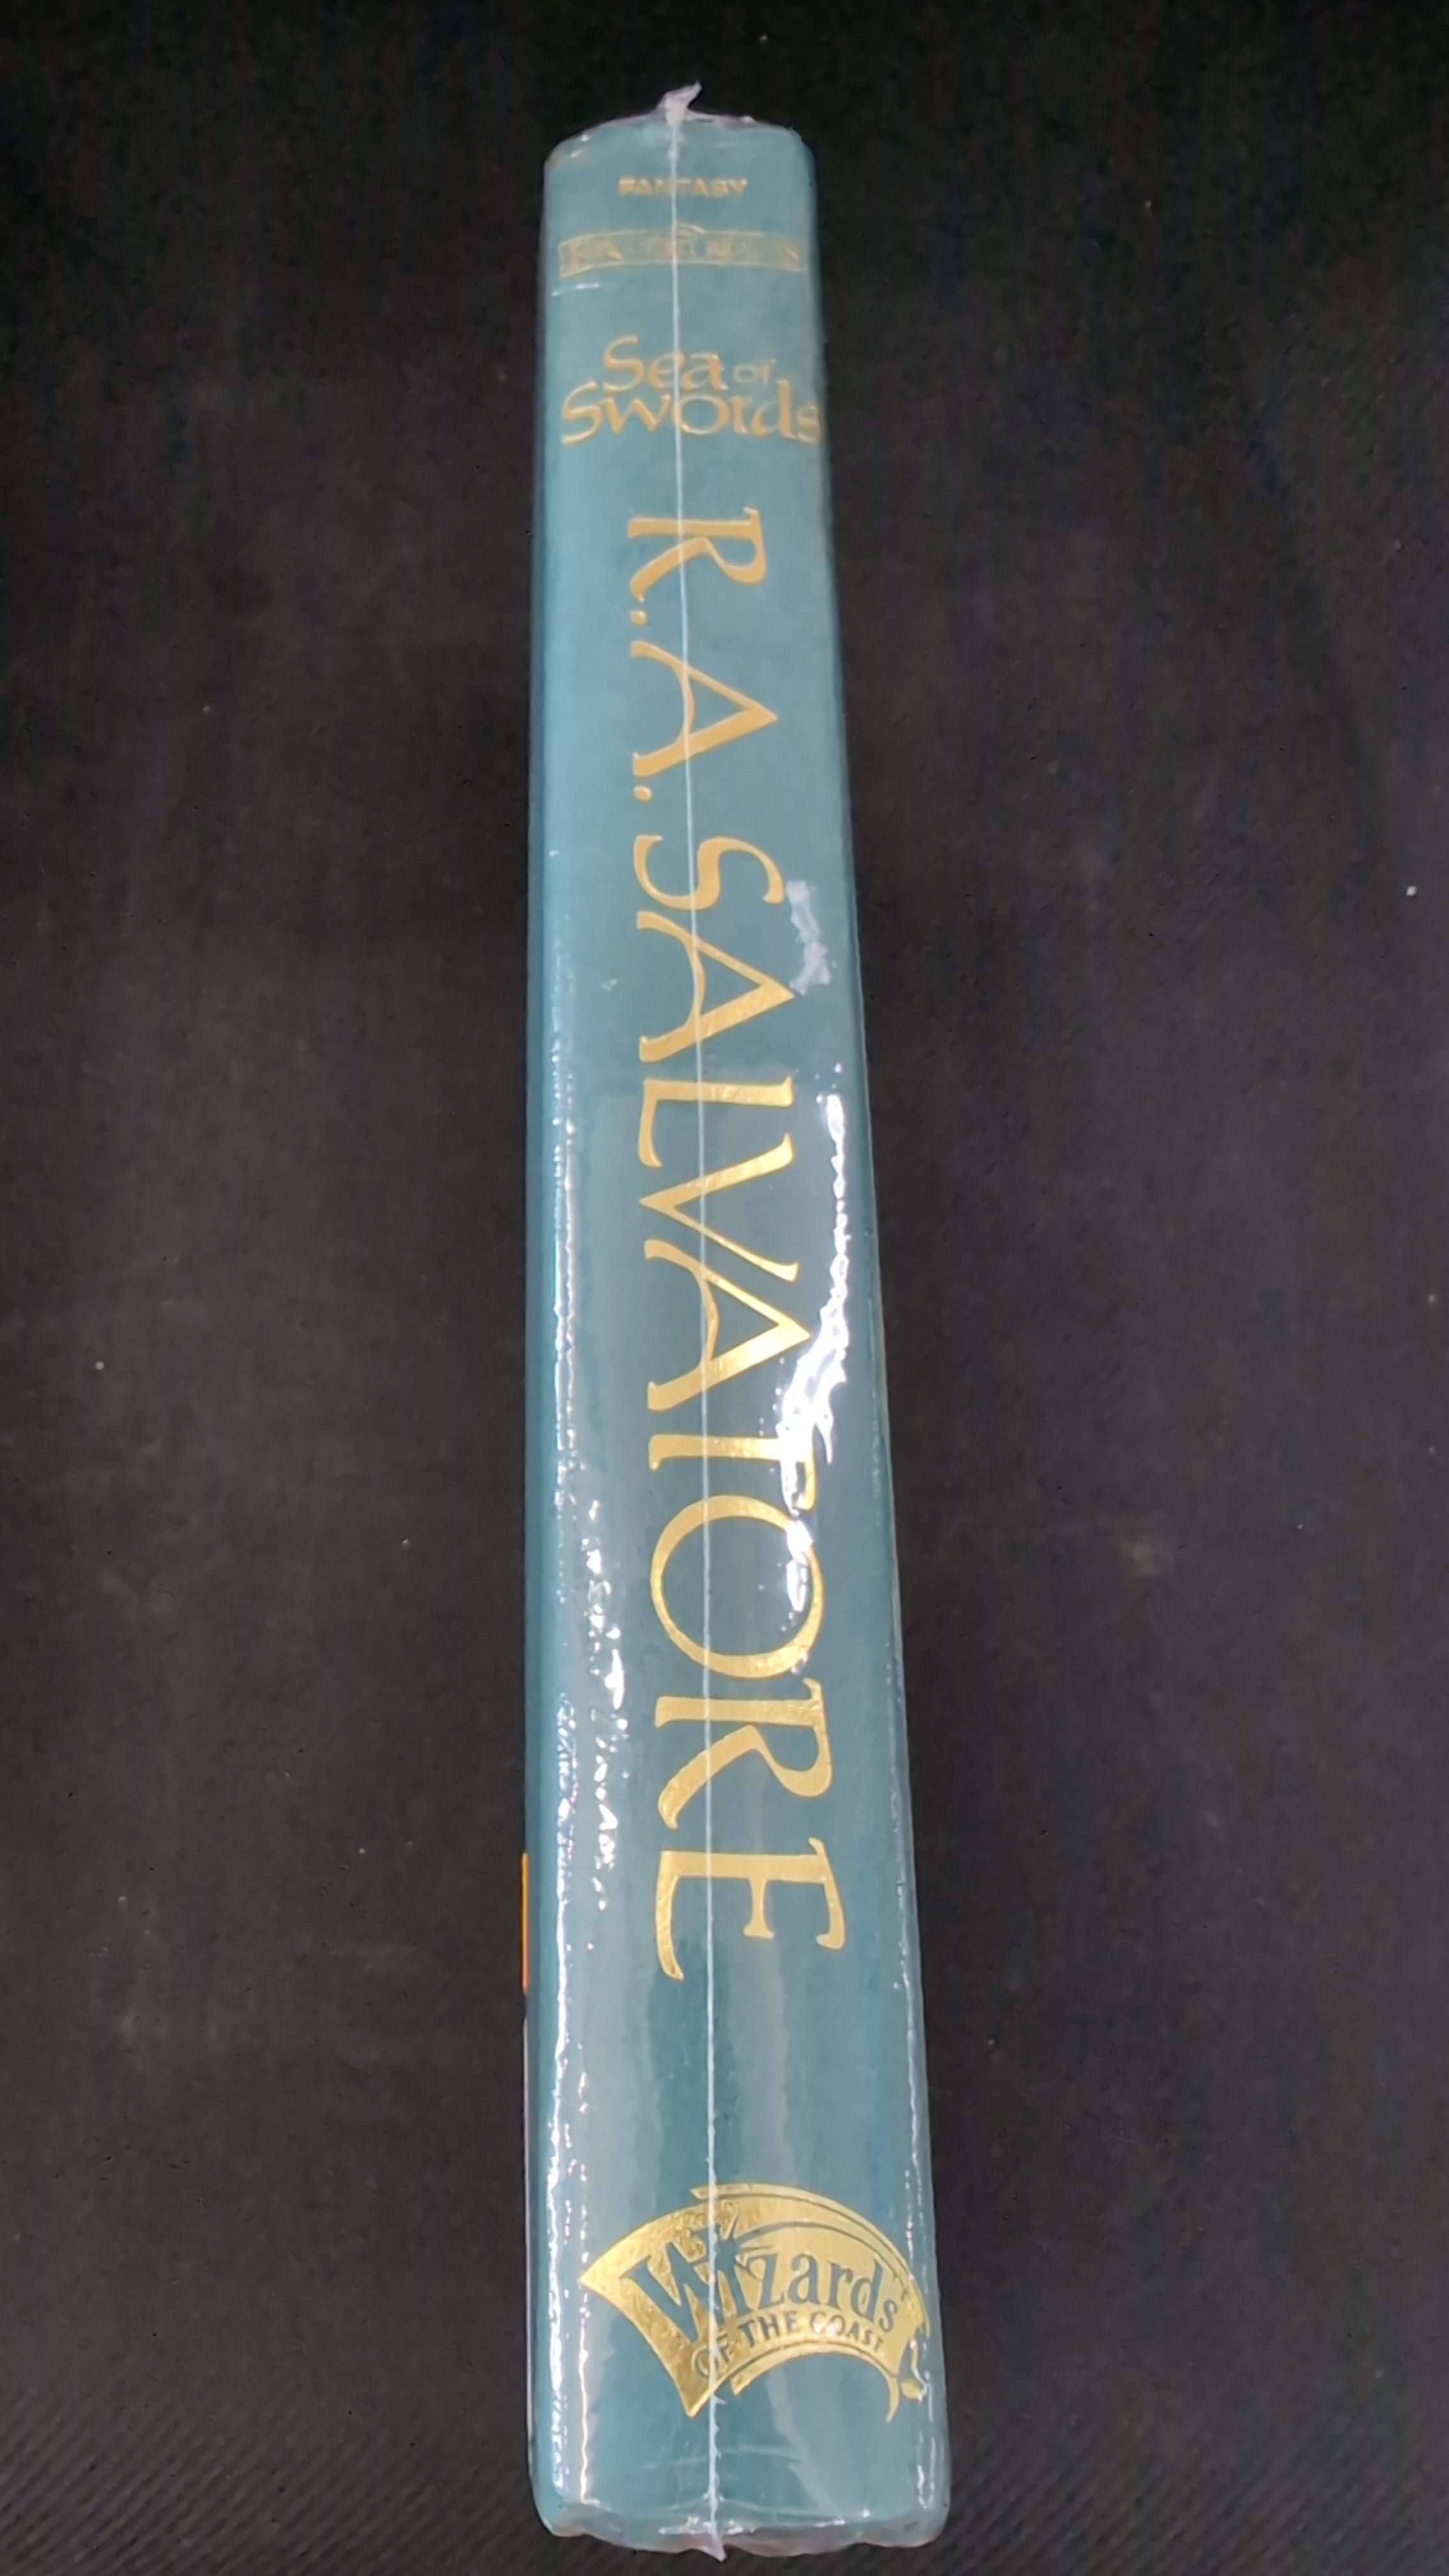 FANTASY
Sea of
Swords
R.A. SALVATORE
Wizards
OF THE COAST